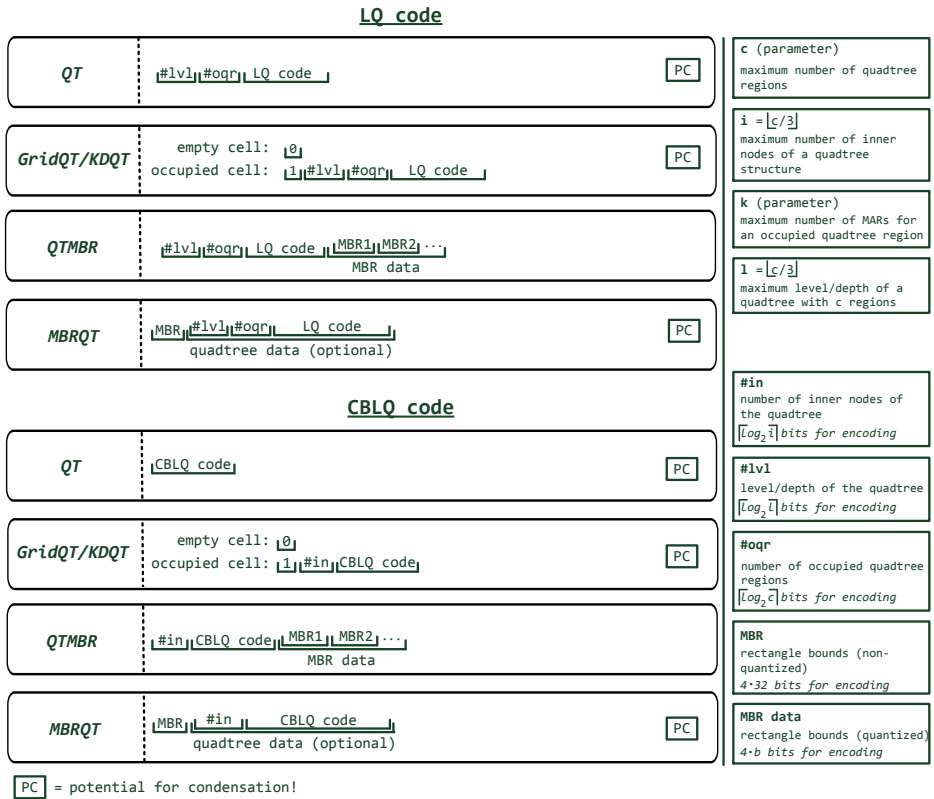 LQ code
QT
#lvl #oqr LQ code
PC
GridQT/KDQT
empty cell: 0
occupied cell: 1 #lvl #oqr LQ code
PC
QTMBR
#lvl #oqr LQ code MBR1 MBR2 ...
MBR data
MBRQT
MBR #lvl #oqr LQ code
quadtree data (optional)
PC
CBLQ code
QT
CBLQ code
PC
GridQT/KDQT
empty cell: 0
occupied cell: 1 #in CBLQ code
PC
QTMBR
#in CBLQ code MBR1 MBR2 ...
MBR data
MBRQT
MBR #in CBLQ code
quadtree data (optional)
PC
PC = potential for condensation!
c (parameter)
maximum number of quadtree
regions
i = ⌊c/3⌋
maximum number of inner
nodes of a quadtree
structure
k (parameter)
maximum number of MARs for
an occupied quadtree region
l = ⌊c/3⌋
maximum level/depth of a
quadtree with c regions
#in
number of inner nodes of
the quadtree
⌈log₂i⌉ bits for encoding
#lvl
level/depth of the quadtree
⌈log₂l⌉ bits for encoding
#oqr
number of occupied quadtree
regions
⌈log₂c⌉ bits for encoding
MBR
rectangle bounds (non-
quantized)
4·32 bits for encoding
MBR data
rectangle bounds (quantized)
4·b bits for encoding